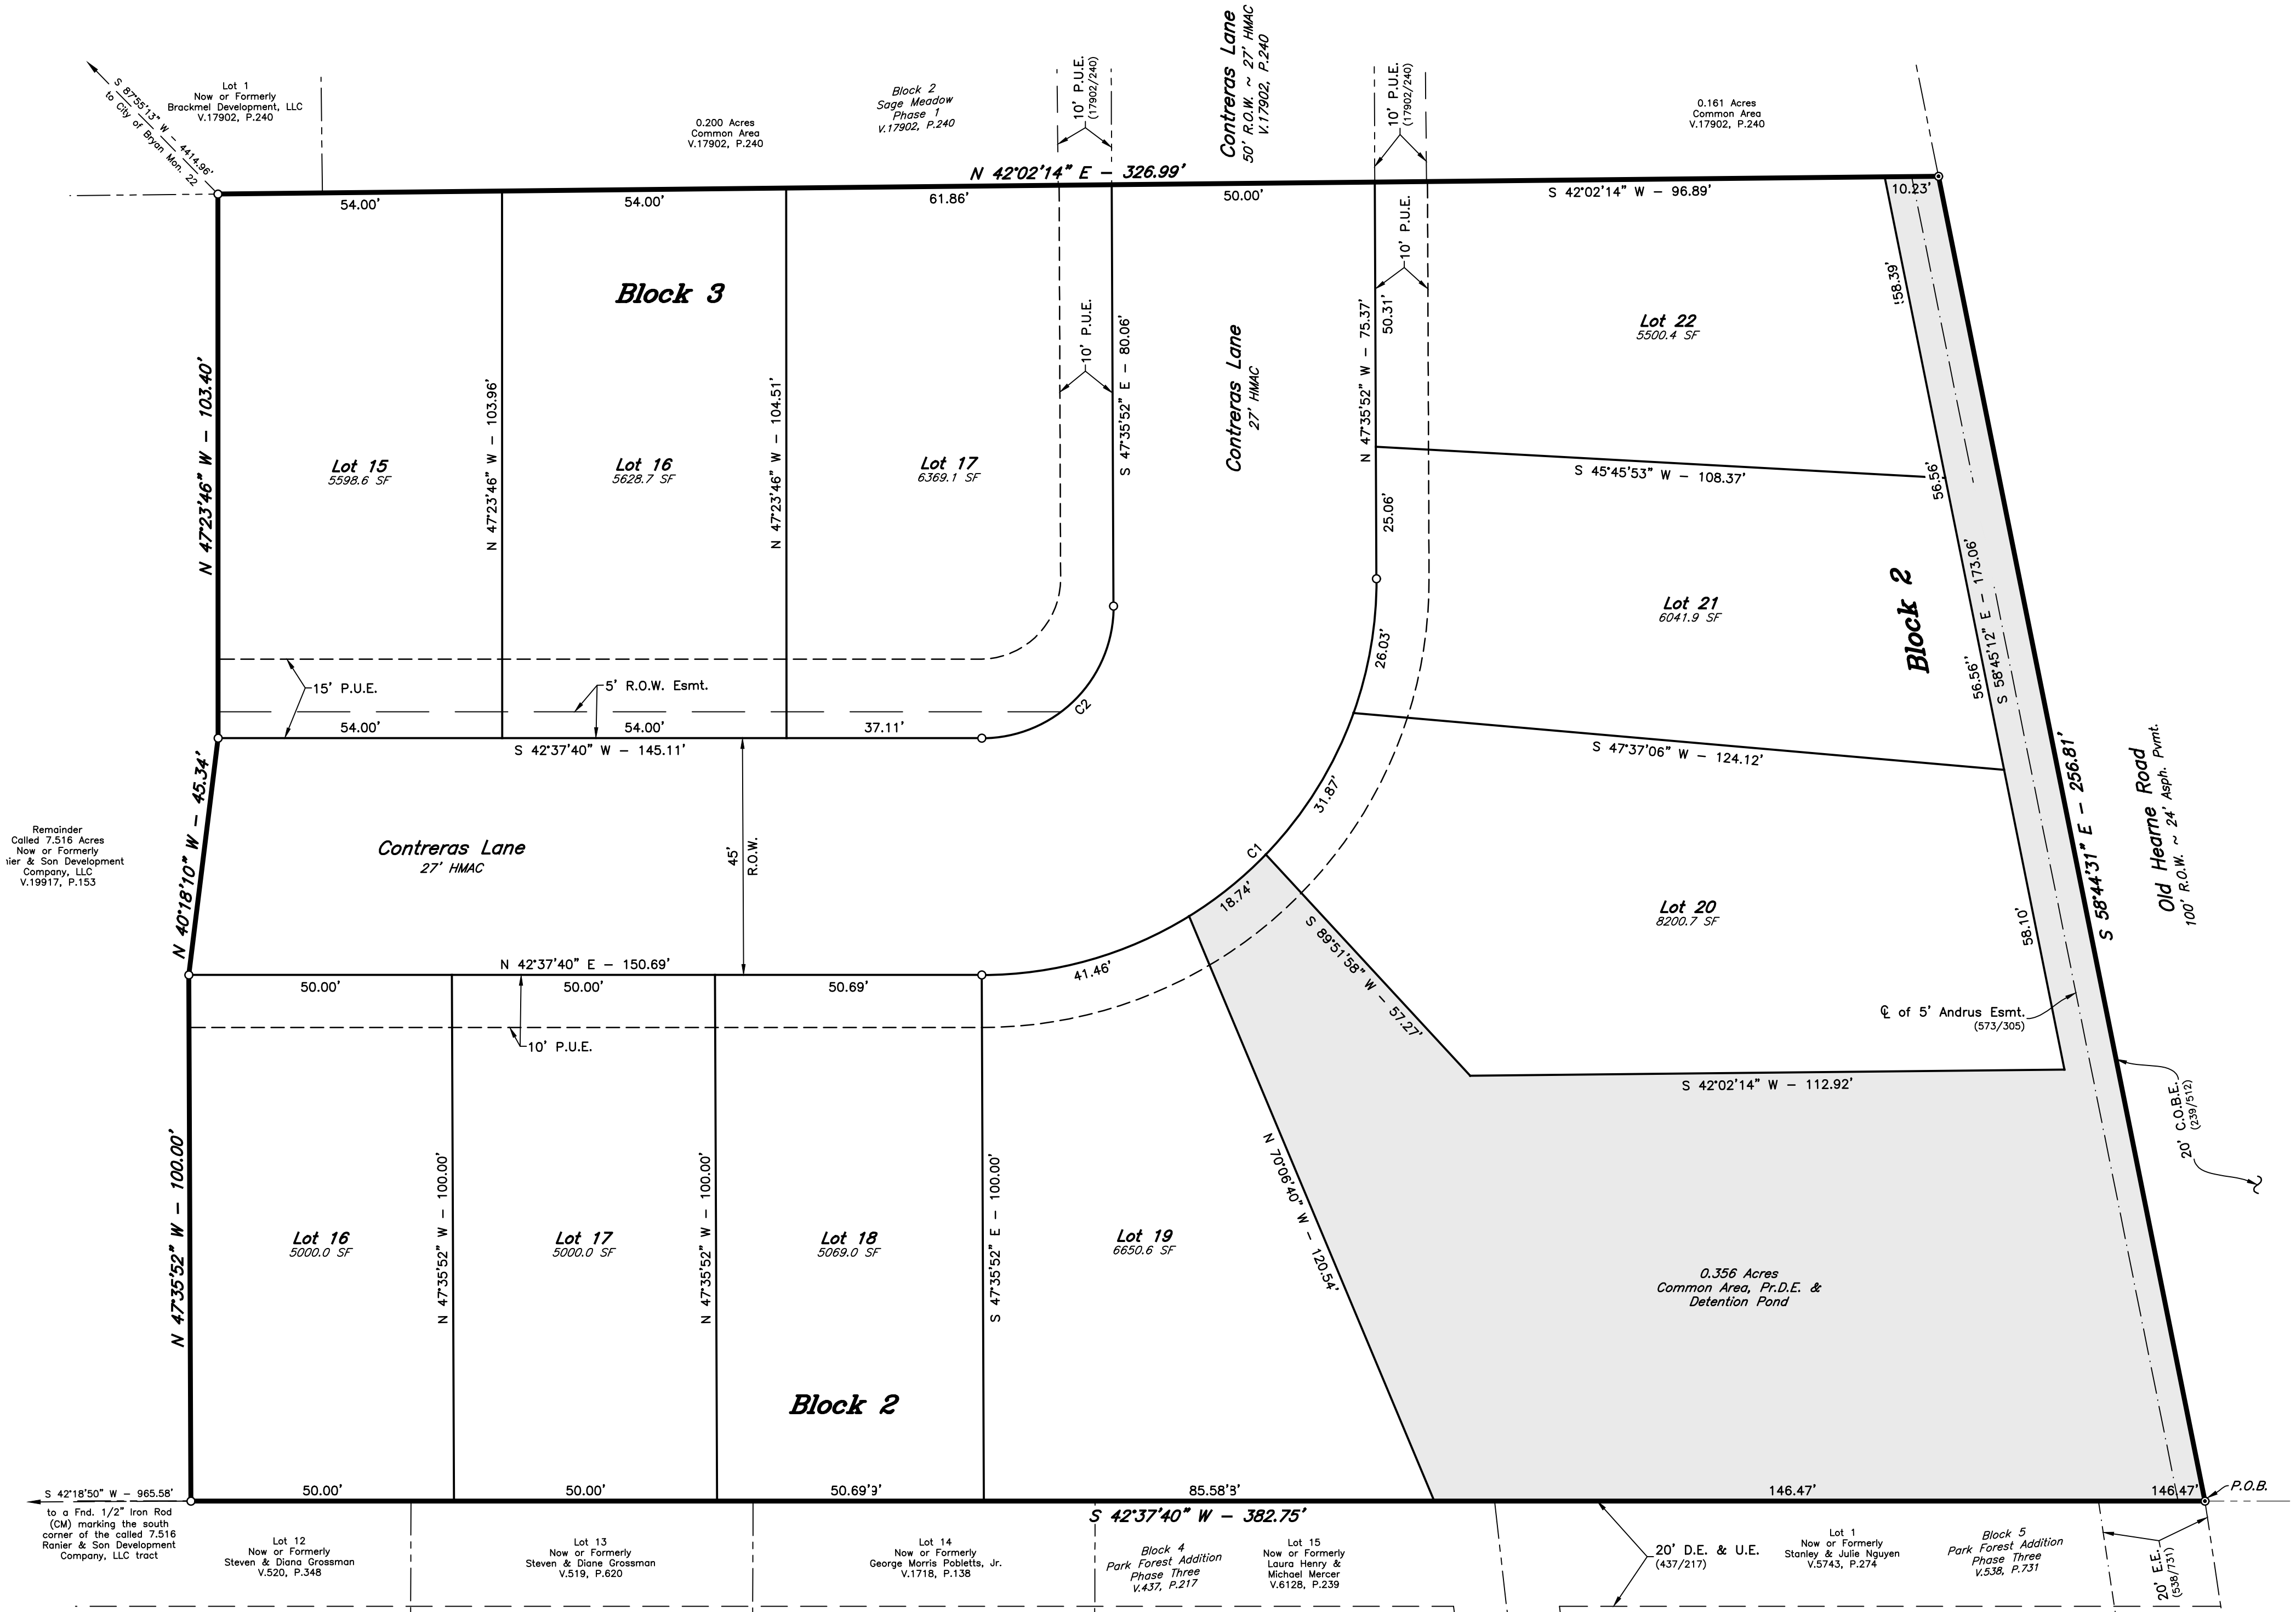 Contreras Lane
50' R.O.W. ~ 27' HMAC
V.17902, P.240
S 87°55'13" W - 4414.96'
to City of Bryan Mon. 22
Lot 1
Now or Formerly
Brackmel Development, LLC
V.17902, P.240
0.200 Acres
Common Area
V.17902, P.240
Block 2
Sage Meadow
Phase 1
V.17902, P.240
10' P.U.E.
(17902/240)
10' P.U.E.
(17902/240)
0.161 Acres
Common Area
V.17902, P.240
N 42°02'14" E - 326.99'
54.00'
54.00'
61.86'
50.00'
S 42°02'14" W - 96.89'
10.23'
Block 3
N 47°23'46" W - 103.40'
N 47°23'46" W - 103.96'
N 47°23'46" W - 104.51'
Lot 15
5598.6 SF
Lot 16
5628.7 SF
Lot 17
6369.1 SF
10' P.U.E.
S 47°35'52" E - 80.06'
Contreras Lane
27' HMAC
N 47°35'52" W - 75.37'
50.31'
10' P.U.E.
25.06'
Lot 22
5500.4 SF
58.39'
S 45°45'53" W - 108.37'
56.56'
Lot 21
6041.9 SF
26.03'
Block 2
56.56''
S 58°45'12" E - 173.06'
15' P.U.E.
5' R.O.W. Esmt.
54.00'
54.00'
37.11'
C2
S 42°37'40" W - 145.11'
S 47°37'06" W - 124.12'
N 40°18'10" W - 45.34'
Remainder
Called 7.516 Acres
Now or Formerly
nier & Son Development
Company, LLC
V.19917, P.153
Contreras Lane
27' HMAC
45'
R.O.W.
31.87'
C1
18.74'
41.46'
S 89°51'58" W - 57.27'
Lot 20
8200.7 SF
58.10'
S 58°44'31" E - 256.81'
Old Hearne Road
100' R.O.W. ~ 24' Asph. Pvmt.
℄ of 5' Andrus Esmt.
(573/305)
20' C.O.B.E.
(239/512)
N 42°37'40" E - 150.69'
50.00'
50.00'
50.69'
10' P.U.E.
S 42°02'14" W - 112.92'
N 47°35'52" W - 100.00'
N 47°35'52" W - 100.00'
N 47°35'52" W - 100.00'
S 47°35'52" E - 100.00'
N 70°06'40" W - 120.54'
Lot 16
5000.0 SF
Lot 17
5000.0 SF
Lot 18
5069.0 SF
Lot 19
6650.6 SF
0.356 Acres
Common Area, Pr.D.E. &
Detention Pond
Block 2
50.00'
50.00'
50.69'
85.58'
146.47'
146.47'
P.O.B.
S 42°37'40" W - 382.75'
S 42°18'50" W - 965.58'
to a Fnd. 1/2" Iron Rod
(CM) marking the south
corner of the called 7.516
Ranier & Son Development
Company, LLC tract
Lot 12
Now or Formerly
Steven & Diana Grossman
V.520, P.348
Lot 13
Now or Formerly
Steven & Diane Grossman
V.519, P.620
Lot 14
Now or Formerly
George Morris Pobletts, Jr.
V.1718, P.138
Block 4
Park Forest Addition
Phase Three
V.437, P.217
Lot 15
Now or Formerly
Laura Henry &
Michael Mercer
V.6128, P.239
20' D.E. & U.E.
(437/217)
Lot 1
Now or Formerly
Stanley & Julie Nguyen
V.5743, P.274
Block 5
Park Forest Addition
Phase Three
V.538, P.731
20' E.E.
(538/731)